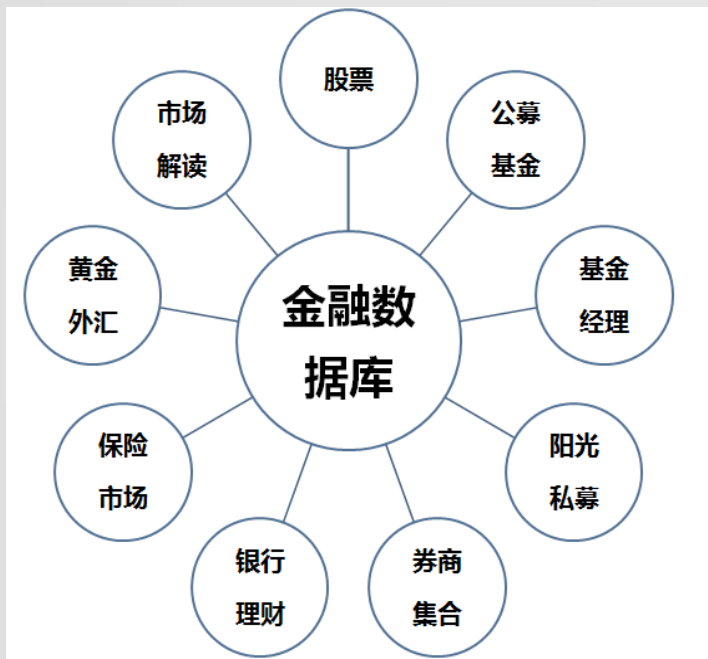 股票
公募
基金
基金
经理
阳光
私募
券商
集合
银行
理财
保险
市场
黄金
外汇
市场
解读
金融数
据库